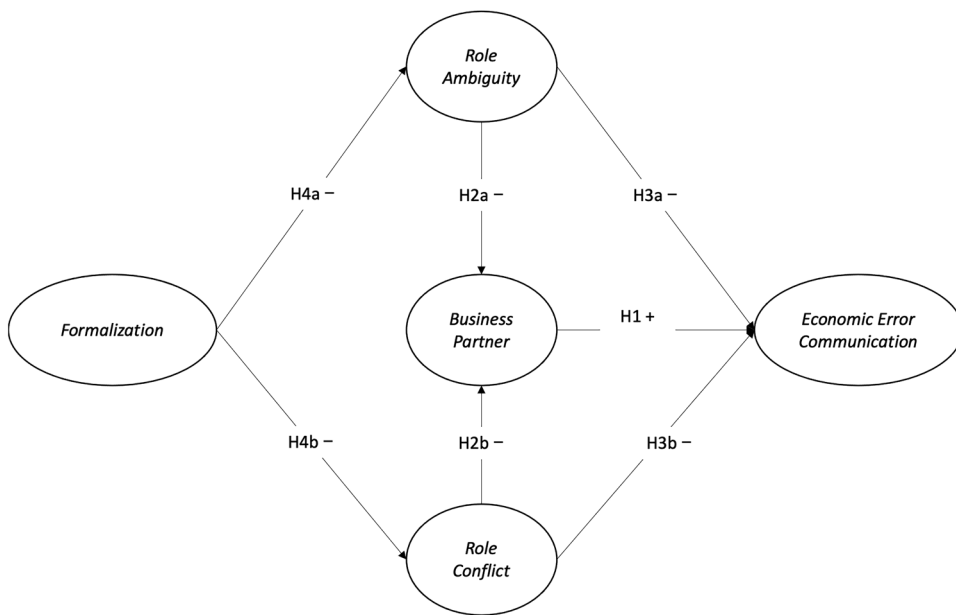 Role
Ambiguity
H4a –
H2a –
H3a –
Formalization
Business
Partner
H1 +
Economic Error
Communication
H4b –
H2b –
H3b –
Role
Conflict